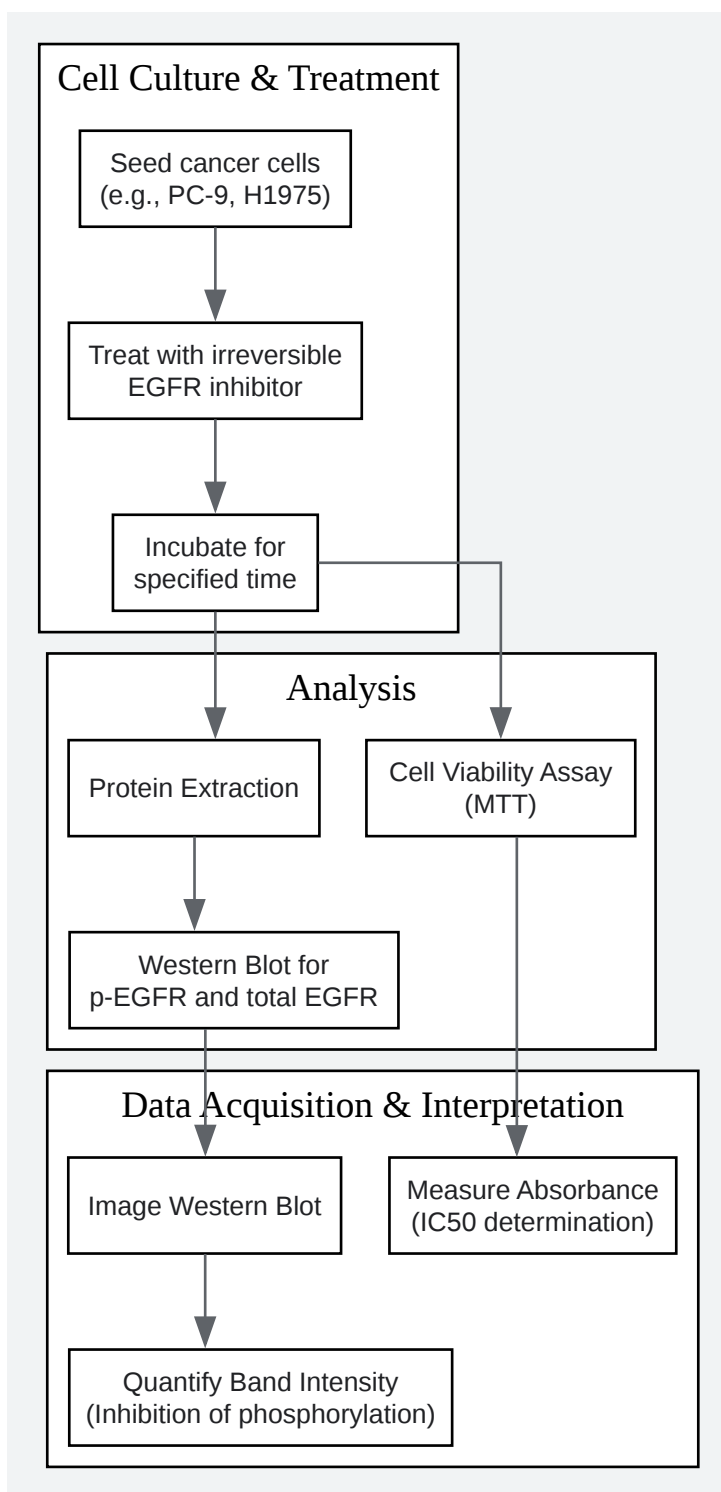 Cell Culture & Treatment
Seed cancer cells
(e.g., PC-9, H1975)
Treat with irreversible
EGFR inhibitor
Incubate for
specified time
Analysis
Protein Extraction
Cell Viability Assay
(MTT)
Western Blot for
p-EGFR and total EGFR
Data Acquisition & Interpretation
Image Western Blot
Measure Absorbance
(IC50 determination)
Quantify Band Intensity
(Inhibition of phosphorylation)